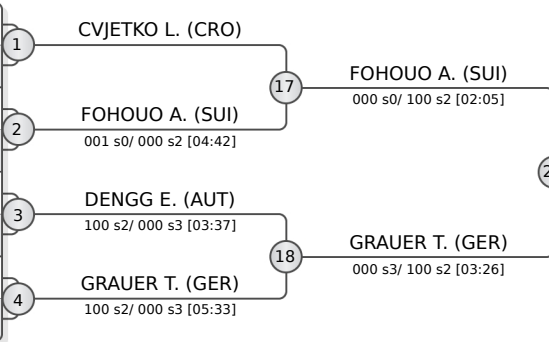 CVJETKO L. (CRO)
1
17
FOHOUO A. (SUI)
000 s0/ 100 s2 [02:05]
FOHOUO A. (SUI)
2
001 s0/ 000 s2 [04:42]
DENGG E. (AUT)
3
100 s2/ 000 s3 [03:37]
18
GRAUER T. (GER)
000 s3/ 100 s2 [03:26]
GRAUER T. (GER)
4
100 s2/ 000 s3 [05:33]